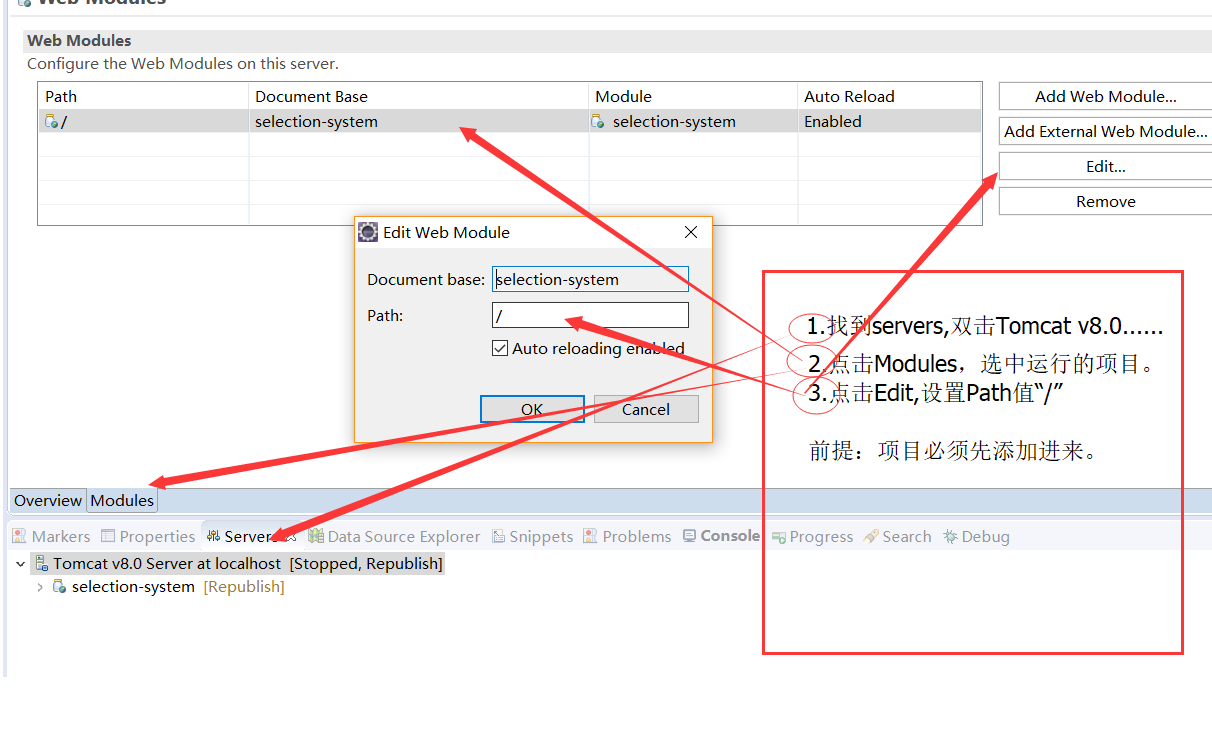 Web Modules
Web Modules
Configure the Web Modules on this server.
Path Document Base Module Auto Reload
/ selection-system selection-system Enabled
Add Web Module...
Add External Web Module...
Edit...
Remove
Edit Web Module
Document base: selection-system
Path: /
Auto reloading enabled
OK Cancel
1.找到servers,双击Tomcat v8.0......
2.点击Modules，选中运行的项目。
3.点击Edit,设置Path值“/”
前提：项目必须先添加进来。
Overview Modules
Markers Properties Servers Data Source Explorer Snippets Problems Console Progress Search Debug
Tomcat v8.0 Server at localhost [Stopped, Republish]
selection-system [Republish]